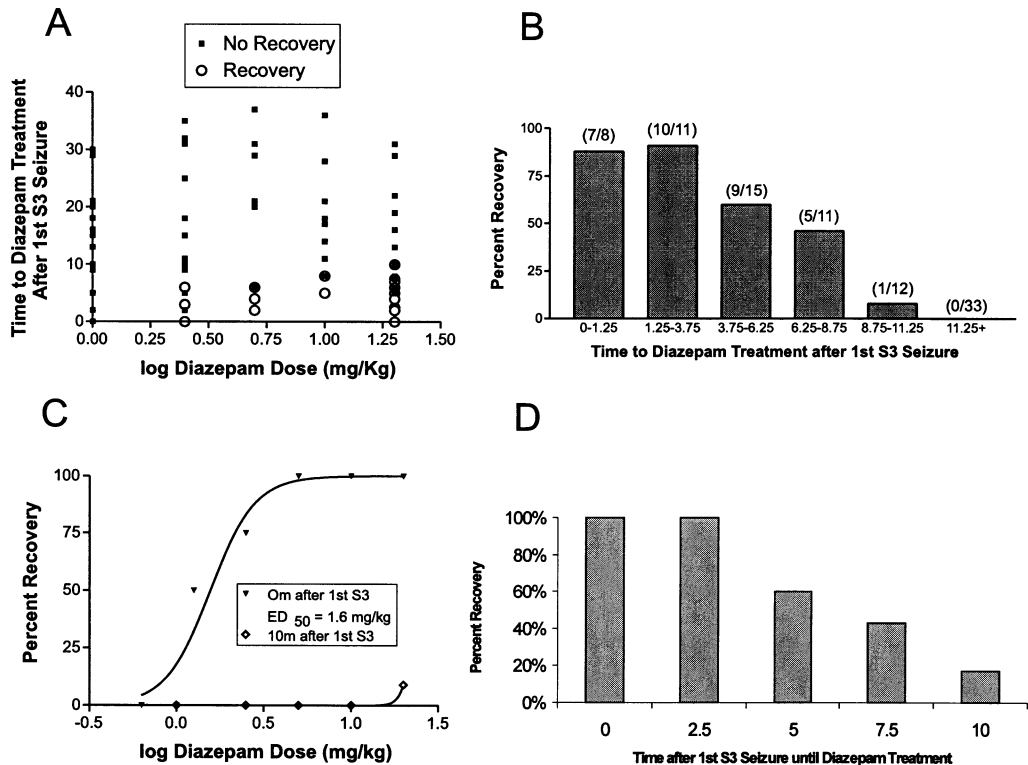 A
No Recovery
Recovery
Time to Diazepam Treatment
After 1st S3 Seizure
40
30
20
10
0
0.00
0.25
0.50
0.75
1.00
1.25
1.50
log Diazepam Dose (mg/Kg)
B
Percent Recovery
100
75
50
25
0
(7/8)
(10/11)
(9/15)
(5/11)
(1/12)
(0/33)
0-1.25
1.25-3.75
3.75-6.25
6.25-8.75
8.75-11.25
11.25+
Time to Diazepam Treatment after 1st S3 Seizure
C
Percent Recovery
100
75
50
25
0
Om after 1st S3
ED 50 = 1.6 mg/kg
10m after 1st S3
-0.5
0.0
0.5
1.0
1.5
log Diazepam Dose (mg/kg)
D
Percent Recovery
100%
80%
60%
40%
20%
0%
0
2.5
5
7.5
10
Time after 1st S3 Seizure until Diazepam Treatment